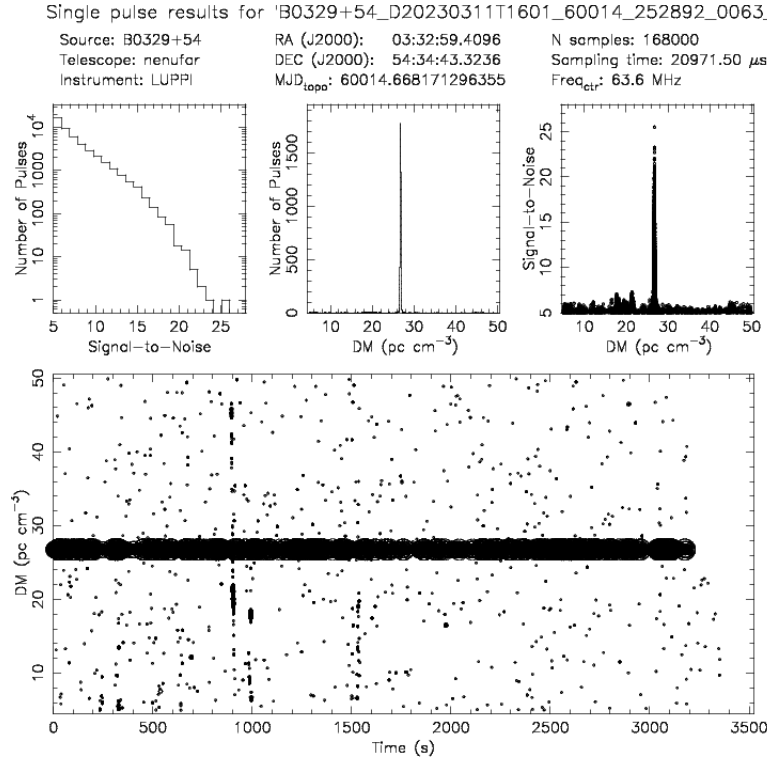 Single pulse results for 'B0329+54_D20230311T1601_60014_252892_0063_
Source: B0329+54
RA (J2000): 03:32:59.4096
N samples: 168000
Telescope: nenufar
DEC (J2000): 54:34:43.3236
Sampling time: 20971.50 μs
Instrument: LUPPI
MJD_topo: 60014.668171296355
Freq_ctr: 63.6 MHz
Number of Pulses
10⁴
1000
100
10
1
5 10 15 20 25
Signal-to-Noise
Number of Pulses
1500
1000
500
0
10 20 30 40 50
DM (pc cm⁻³)
Signal-to-Noise
25
20
15
10
5
10 20 30 40 50
DM (pc cm⁻³)
DM (pc cm⁻³)
50
40
30
20
10
0 500 1000 1500 2000 2500 3000 3500
Time (s)